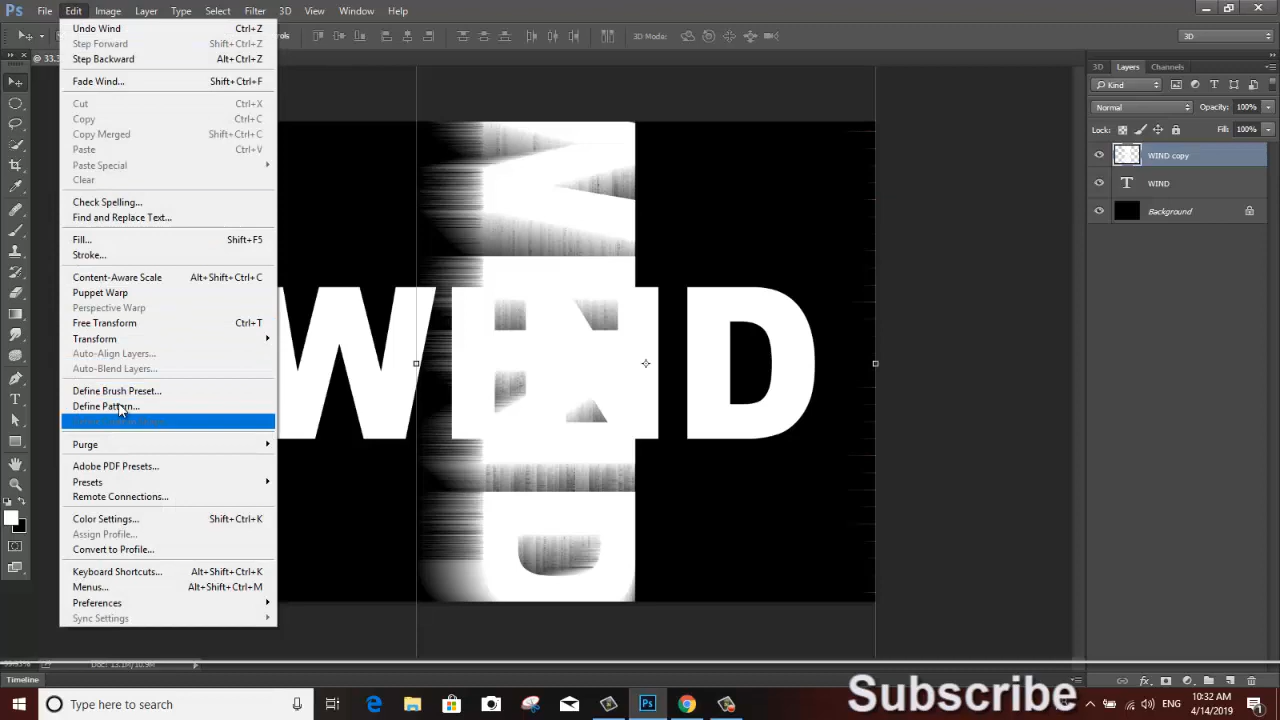 Ps File Edit Image Layer Type Select Filter 3D View Window Help
3D Mode: 3D
Undo Wind Ctrl+Z
Step Forward Shift+Ctrl+Z
Step Backward Alt+Ctrl+Z
Fade Wind... Shift+Ctrl+F
Cut Ctrl+X
Copy Ctrl+C
Copy Merged Shift+Ctrl+C
Paste Ctrl+V
Paste Special
Clear
Check Spelling...
Find and Replace Text...
Fill... Shift+F5
Stroke...
Content-Aware Scale Alt+Shift+Ctrl+C
Puppet Warp
Perspective Warp
Free Transform Ctrl+T
Transform
Auto-Align Layers...
Auto-Blend Layers...
Define Brush Preset...
Define Pattern...
Purge
Adobe PDF Presets...
Presets
Remote Connections...
Color Settings... Shift+Ctrl+K
Assign Profile...
Convert to Profile...
Keyboard Shortcuts... Alt+Shift+Ctrl+K
Menus... Alt+Shift+Ctrl+M
Preferences
Sync Settings
WIND
3D Layers Channels
Kind
Normal Opacity: 100%
Lock: Fill: 100%
WIND copy
T WIND
Background
Timeline
Subscribe
Type here to search
Ps
10:32 AM
4/14/2019